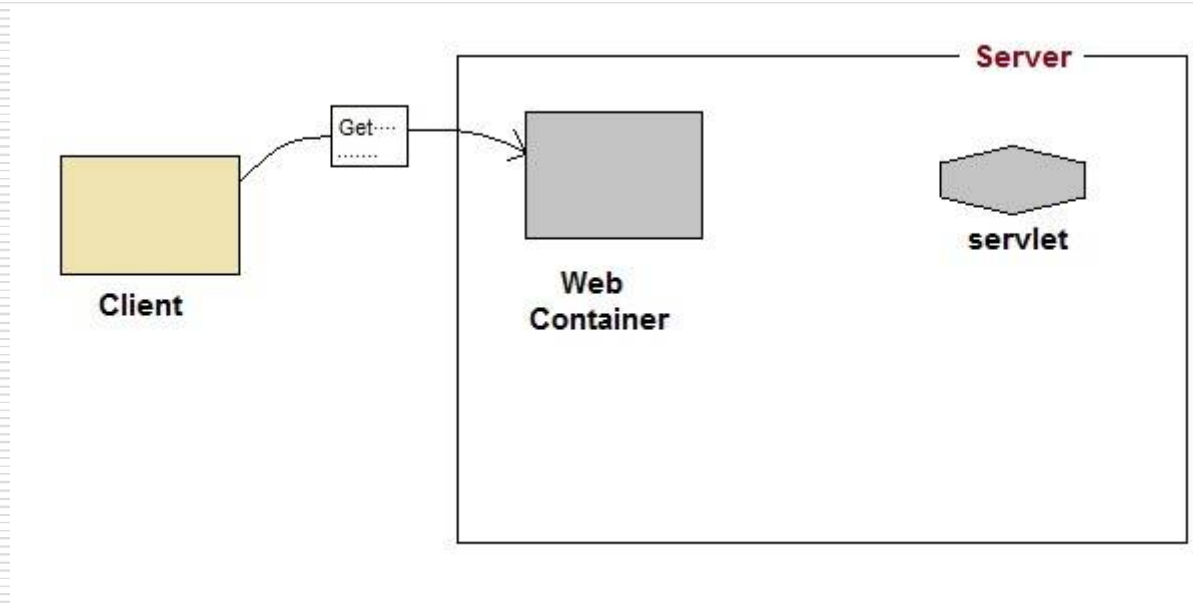 Server
Get....
.......
servlet
Client
Web
Container